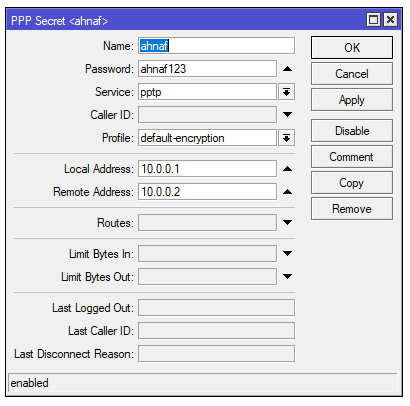 PPP Secret <ahnaf>
Name: ahnaf
OK
Password: ahnaf123
Cancel
Service: pptp
Apply
Caller ID:
Profile: default-encryption
Disable
Comment
Local Address: 10.0.0.1
Copy
Remote Address: 10.0.0.2
Remove
Routes:
Limit Bytes In:
Limit Bytes Out:
Last Logged Out:
Last Caller ID:
Last Disconnect Reason:
enabled